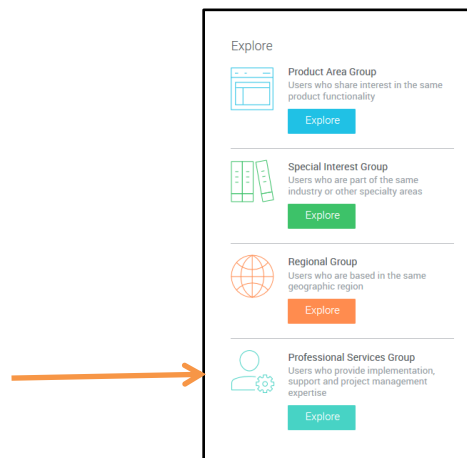 Explore
Product Area Group
Users who share interest in the same
product functionality
Explore
Special Interest Group
Users who are part of the same
industry or other specialty areas
Explore
Regional Group
Users who are based in the same
geographic region
Explore
Professional Services Group
Users who provide implementation,
support and project management
expertise
Explore